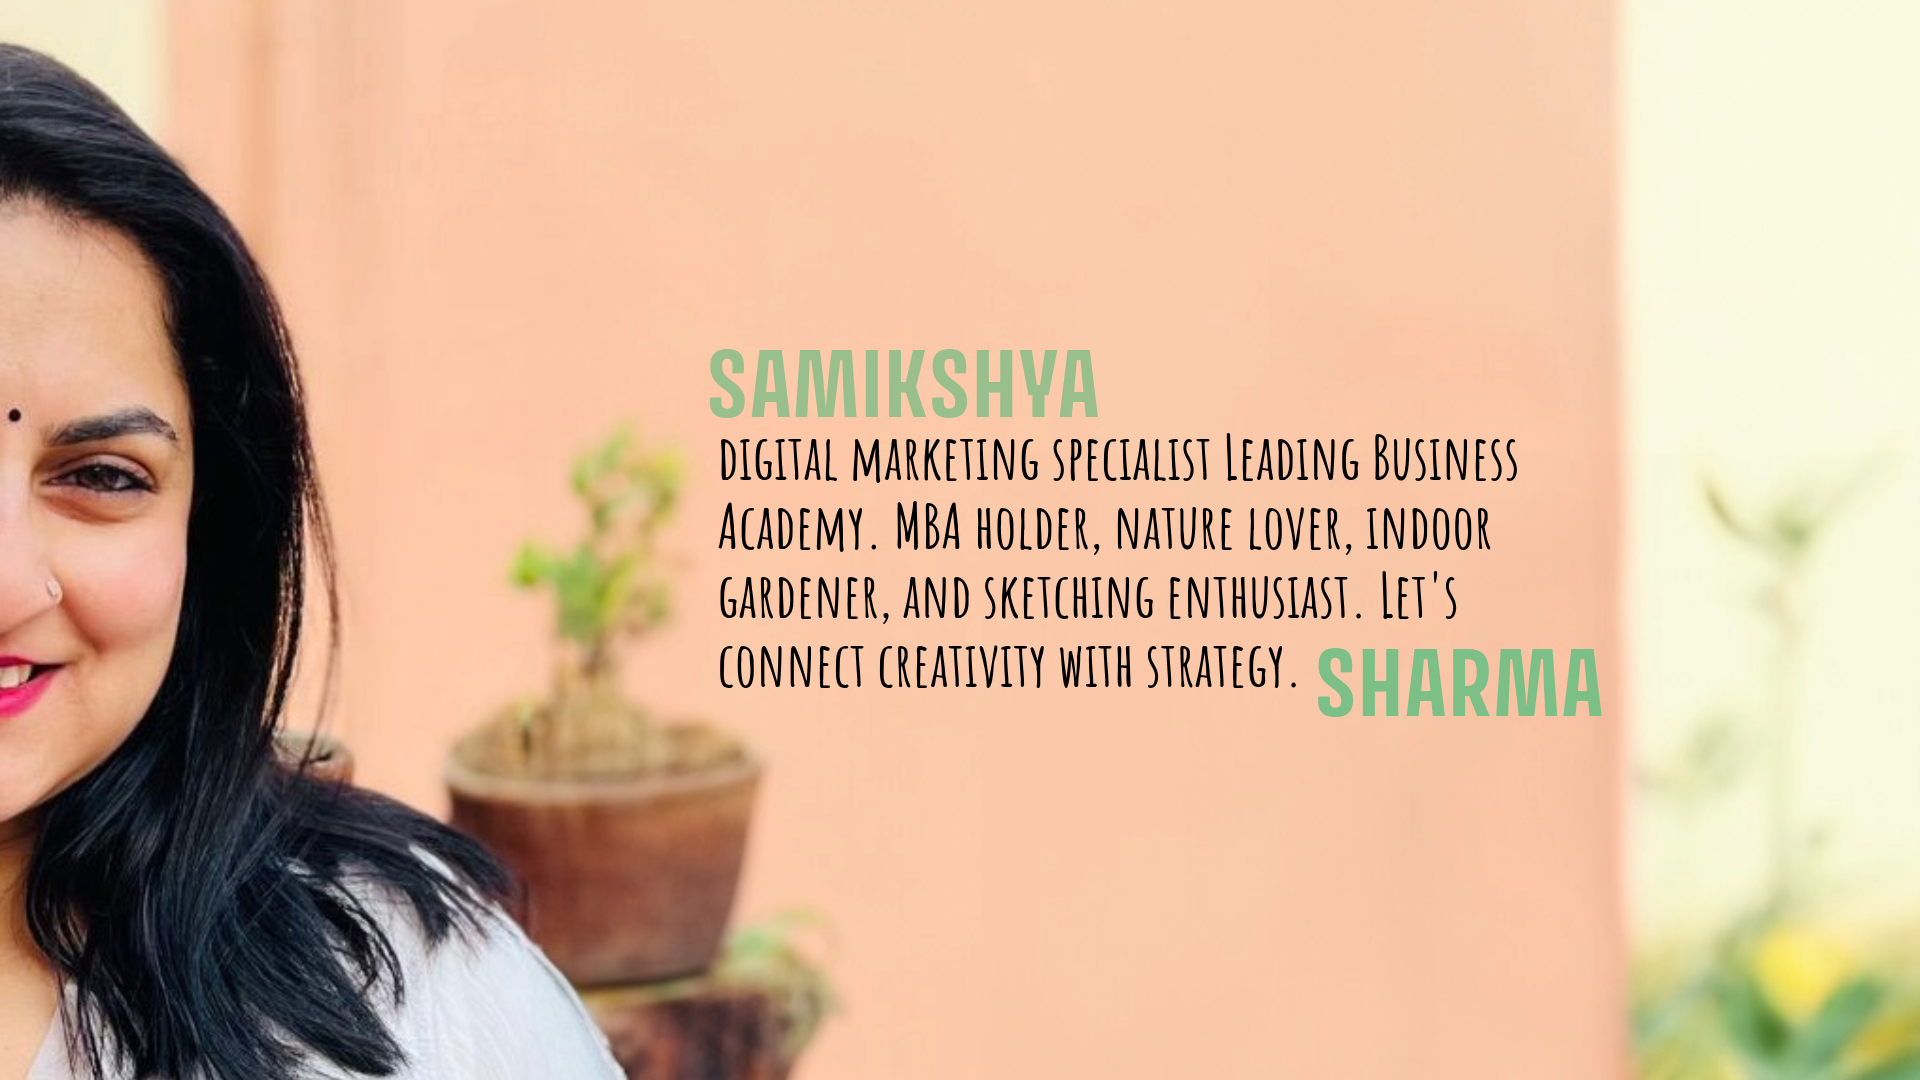 SAMIKSHYA
digital marketing specialist Leading Business
Academy. MBA holder, nature lover, indoor
gardener, and sketching enthusiast. Let's
connect creativity with strategy.
SHARMA